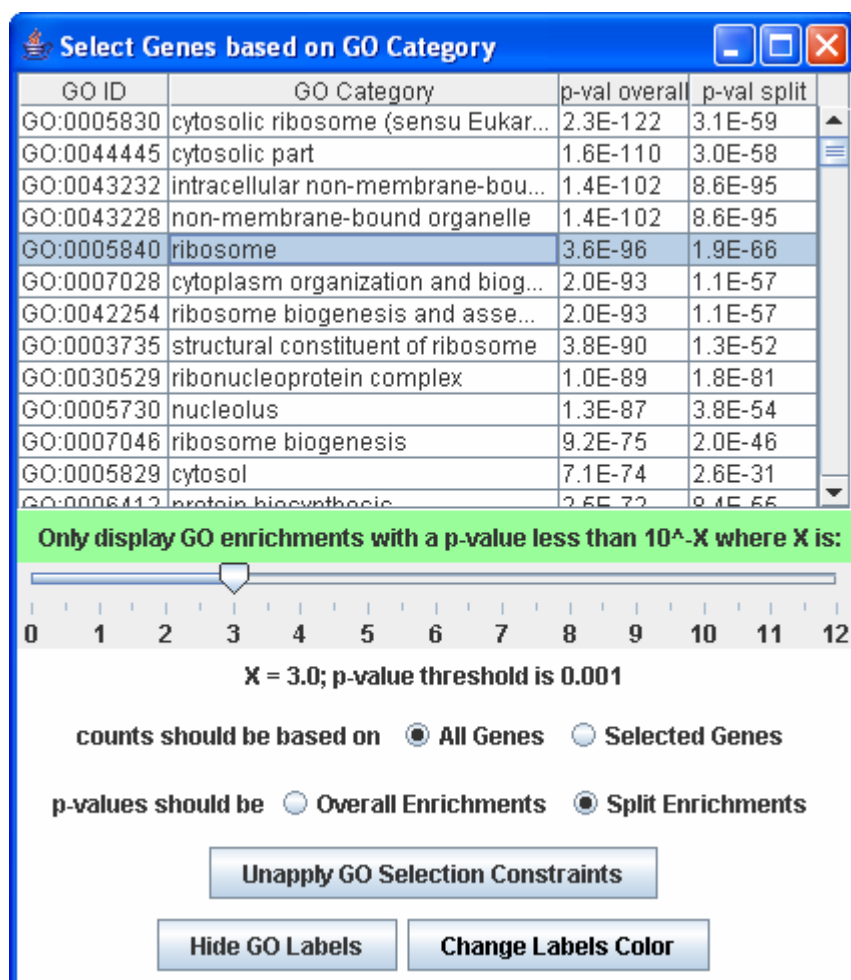 Select Genes based on GO Category
GO ID GO Category p-val overall p-val split
GO:0005830 cytosolic ribosome (sensu Eukar... 2.3E-122 3.1E-59
GO:0044445 cytosolic part 1.6E-110 3.0E-58
GO:0043232 intracellular non-membrane-bou... 1.4E-102 8.6E-95
GO:0043228 non-membrane-bound organelle 1.4E-102 8.6E-95
GO:0005840 ribosome 3.6E-96 1.9E-66
GO:0007028 cytoplasm organization and biog... 2.0E-93 1.1E-57
GO:0042254 ribosome biogenesis and asse... 2.0E-93 1.1E-57
GO:0003735 structural constituent of ribosome 3.8E-90 1.3E-52
GO:0030529 ribonucleoprotein complex 1.0E-89 1.8E-81
GO:0005730 nucleolus 1.3E-87 3.8E-54
GO:0007046 ribosome biogenesis 9.2E-75 2.0E-46
GO:0005829 cytosol 7.1E-74 2.6E-31
GO:0006412 protein biosynthesis
Only display GO enrichments with a p-value less than 10^-X where X is:
0 1 2 3 4 5 6 7 8 9 10 11 12
X = 3.0; p-value threshold is 0.001
counts should be based on All Genes Selected Genes
p-values should be Overall Enrichments Split Enrichments
Unapply GO Selection Constraints
Hide GO Labels Change Labels Color